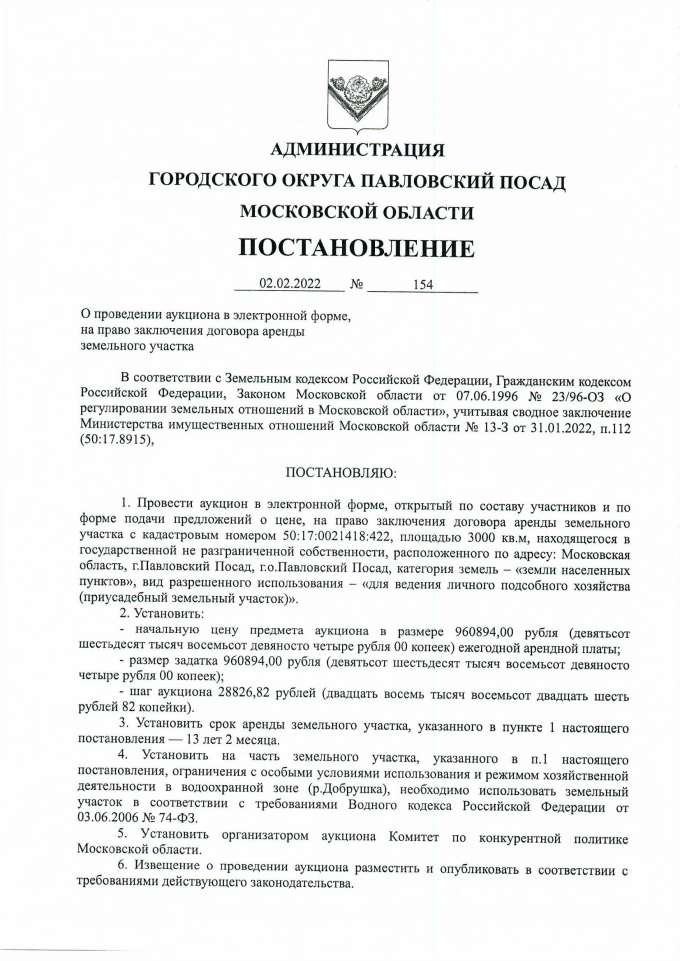 АДМИНИСТРАЦИЯ
ГОРОДСКОГО ОКРУГА ПАВЛОВСКИЙ ПОСАД
МОСКОВСКОЙ ОБЛАСТИ
ПОСТАНОВЛЕНИЕ
02.02.2022 № 154
О проведении аукциона в электронной форме,
на право заключения договора аренды
земельного участка
В соответствии с Земельным кодексом Российской Федерации, Гражданским кодексом
Российской Федерации, Законом Московской области от 07.06.1996 № 23/96-ОЗ «О
регулировании земельных отношений в Московской области», учитывая сводное заключение
Министерства имущественных отношений Московской области № 13-З от 31.01.2022, п.112
(50:17.8915),
ПОСТАНОВЛЯЮ:
1. Провести аукцион в электронной форме, открытый по составу участников и по
форме подачи предложений о цене, на право заключения договора аренды земельного
участка с кадастровым номером 50:17:0021418:422, площадью 3000 кв.м, находящегося в
государственной не разграниченной собственности, расположенного по адресу: Московская
область, г.Павловский Посад, г.о.Павловский Посад, категория земель – «земли населенных
пунктов», вид разрешенного использования – «для ведения личного подсобного хозяйства
(приусадебный земельный участок)».
2. Установить:
- начальную цену предмета аукциона в размере 960894,00 рубля (девятьсот
шестьдесят тысяч восемьсот девяносто четыре рубля 00 копеек) ежегодной арендной платы;
- размер задатка 960894,00 рубля (девятьсот шестьдесят тысяч восемьсот девяносто
четыре рубля 00 копеек);
- шаг аукциона 28826,82 рублей (двадцать восемь тысяч восемьсот двадцать шесть
рублей 82 копейки).
3. Установить срок аренды земельного участка, указанного в пункте 1 настоящего
постановления — 13 лет 2 месяца.
4. Установить на часть земельного участка, указанного в п.1 настоящего
постановления, ограничения с особыми условиями использования и режимом хозяйственной
деятельности в водоохранной зоне (р.Добрушка), необходимо использовать земельный
участок в соответствии с требованиями Водного кодекса Российской Федерации от
03.06.2006 № 74-ФЗ.
5. Установить организатором аукциона Комитет по конкурентной политике
Московской области.
6. Извещение о проведении аукциона разместить и опубликовать в соответствии с
требованиями действующего законодательства.